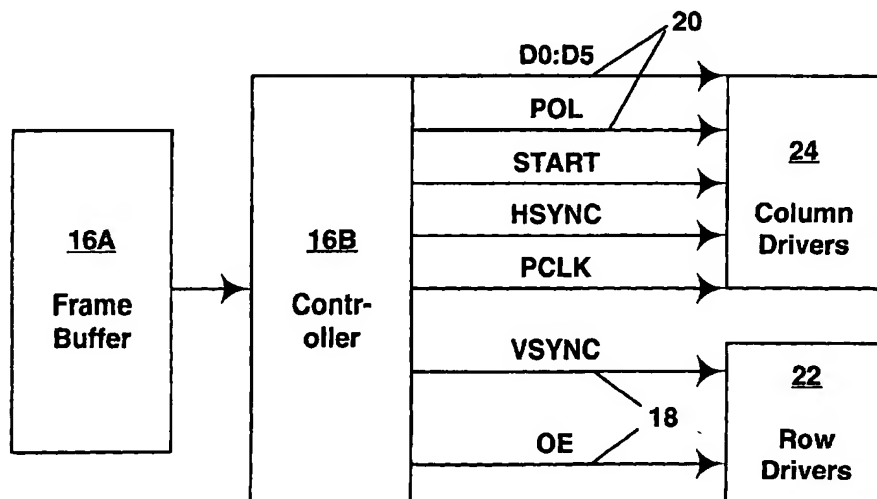 20
D0:D5
POL
START
HSYNC
PCLK
VSYNC
18
OE
16A
Frame
Buffer
16B
Contr-
oller
24
Column
Drivers
22
Row
Drivers